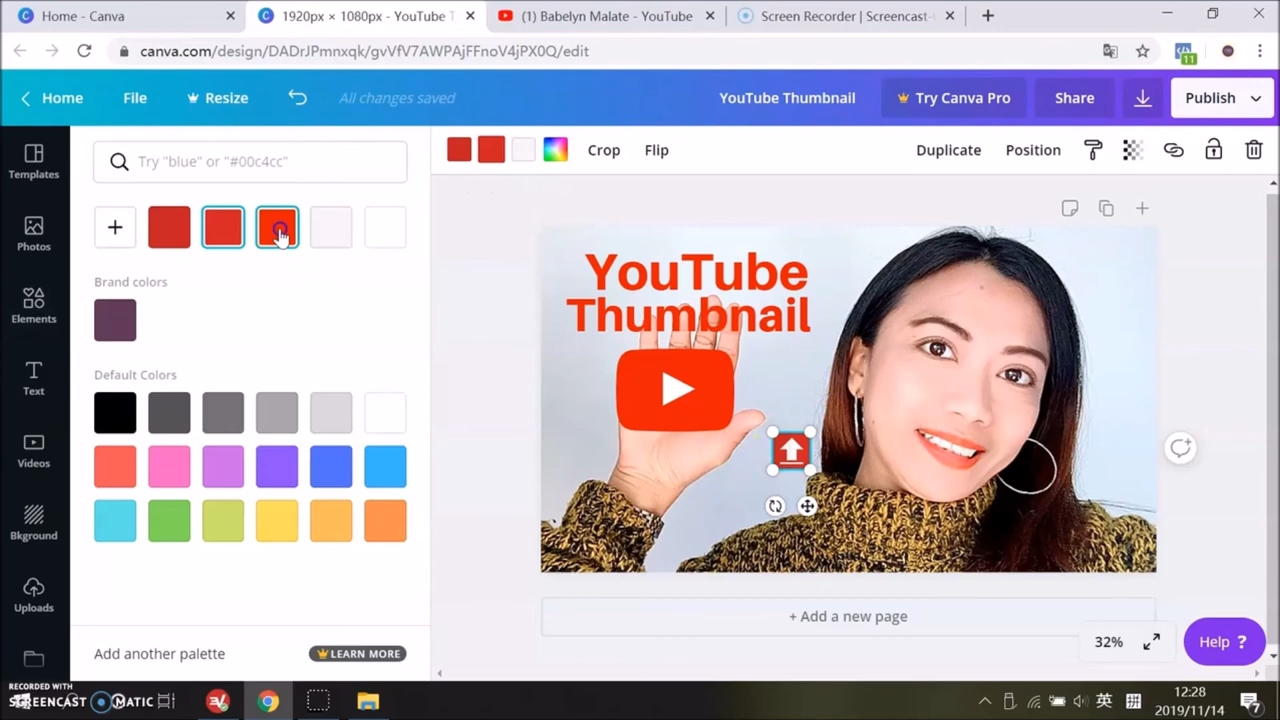 Home - Canva
1920px × 1080px - YouTube T
(1) Babelyn Malate - YouTube
Screen Recorder | Screencast-
canva.com/design/DADrJPmnxqk/gvVfV7AWPAjFFnoV4jPX0Q/edit
11
Home
File
Resize
All changes saved
YouTube Thumbnail
Try Canva Pro
Share
Publish
Templates
Photos
Elements
Text
Videos
Bkground
Uploads
Try "blue" or "#00c4cc"
Brand colors
Default Colors
Add another palette
LEARN MORE
Crop
Flip
Duplicate
Position
YouTube
Thumbnail
+ Add a new page
32%
Help ?
RECORDED WITH
SCREENCAST MATIC
英
拼
12:28
2019/11/14
7